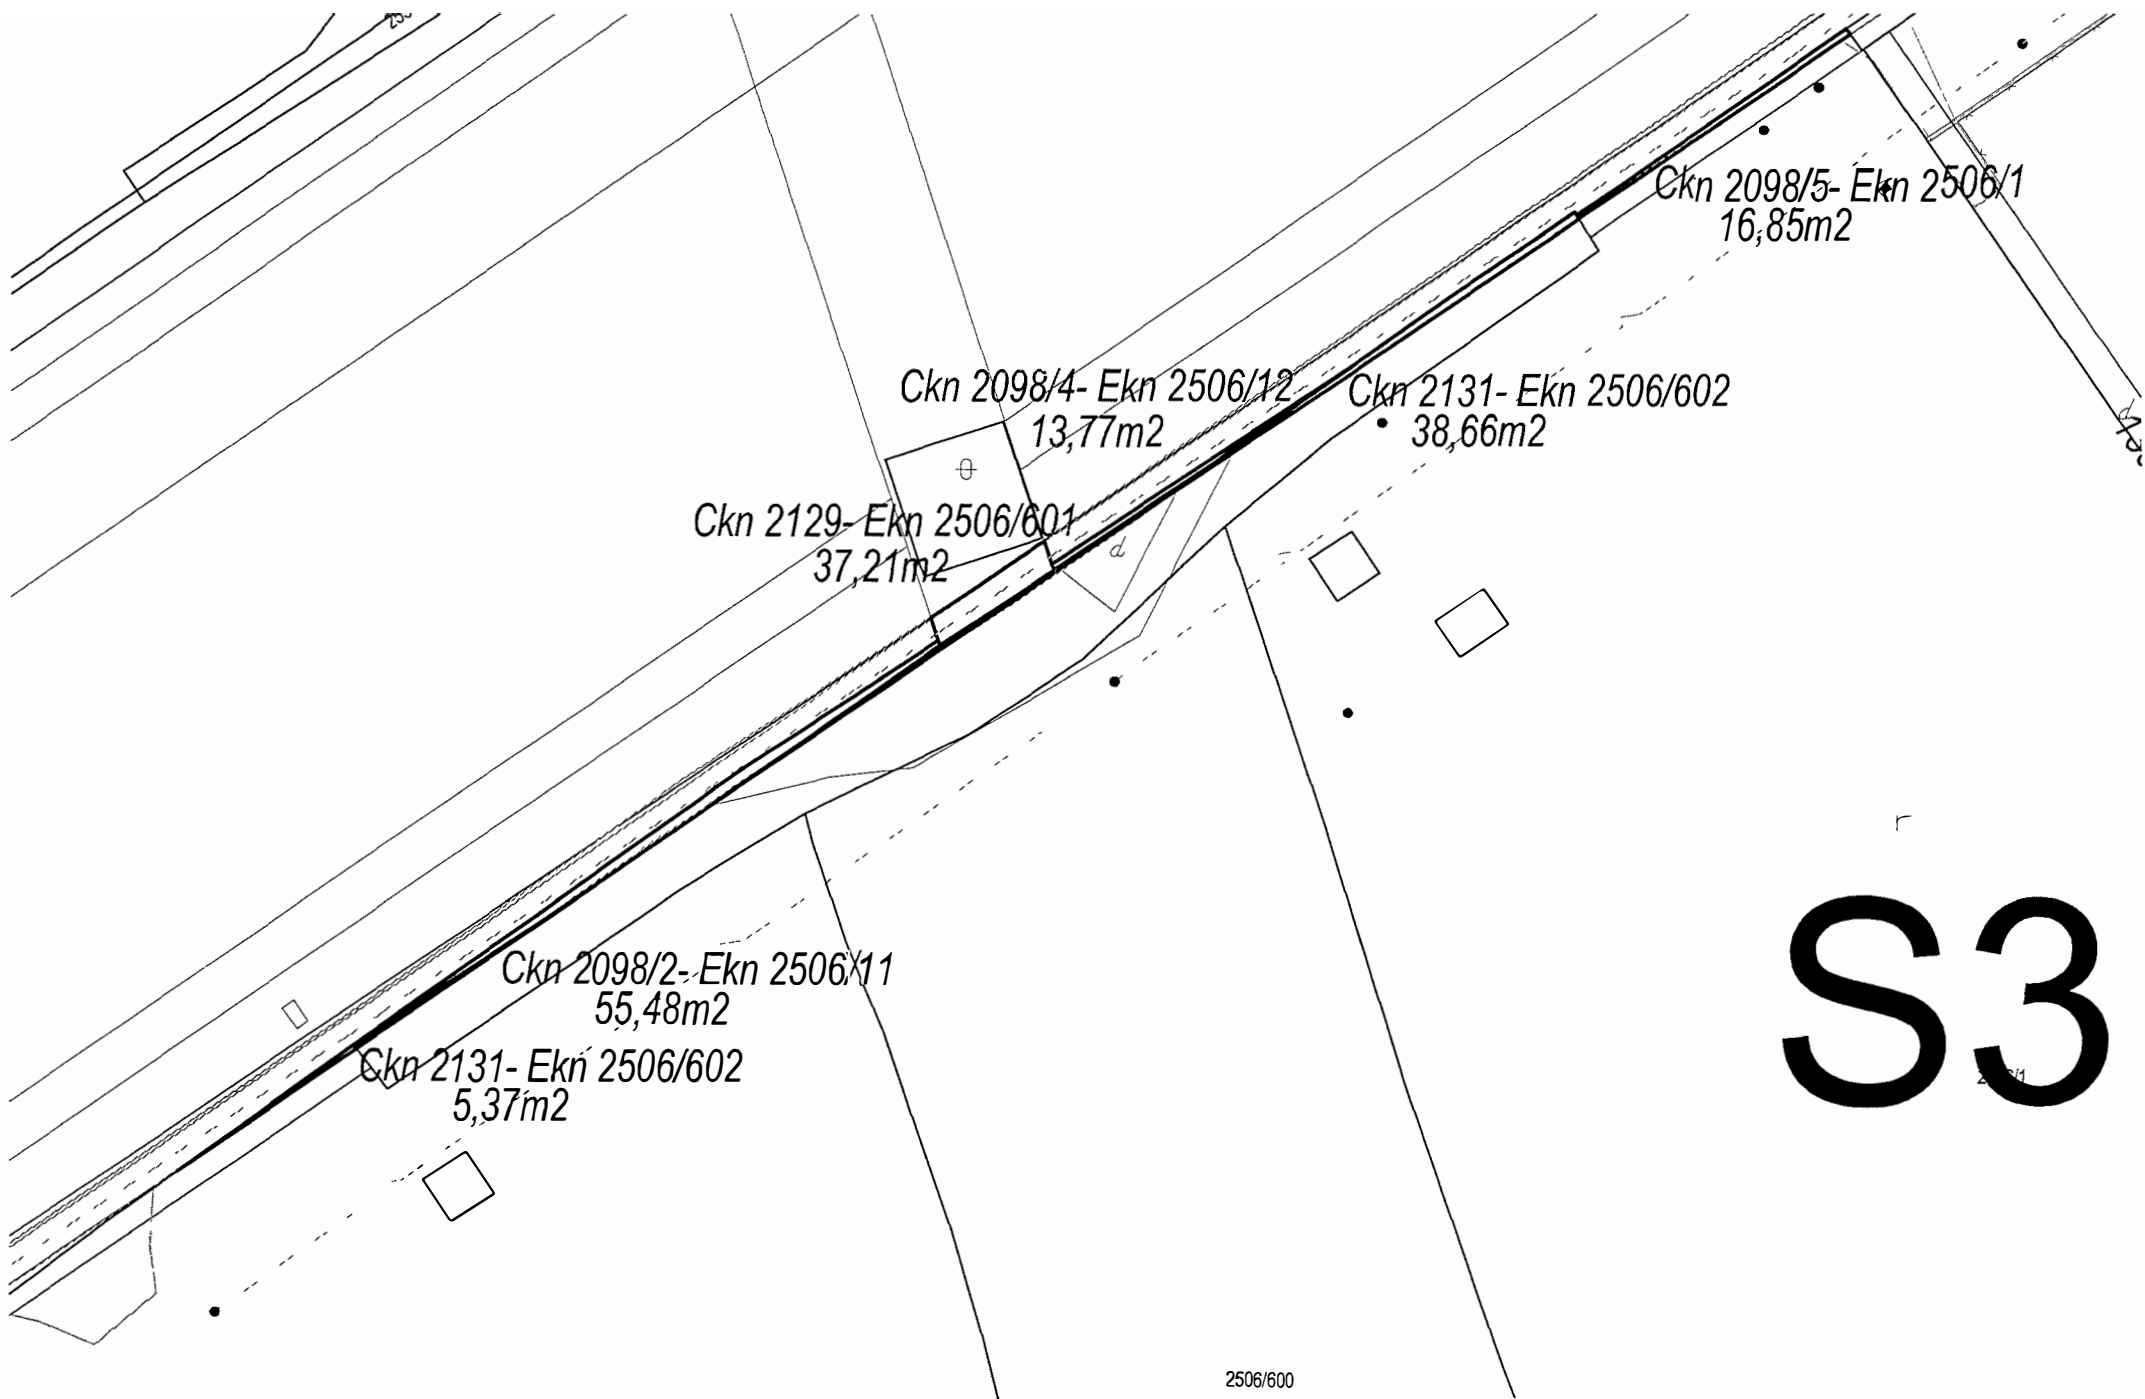 Ckn 2098/5- Ekn 2506/1
16,85m2
Ckn 2098/4- Ekn 2506/12
13,77m2
Ckn 2131- Ekn 2506/602
38,66m2
d
Ckn 2129- Ekn 2506/601
37,21m2
d
r
S3
Ckn 2098/2- Ekn 2506/11
55,48m2
Ckn 2131- Ekn 2506/602
5,37m2
2506/600